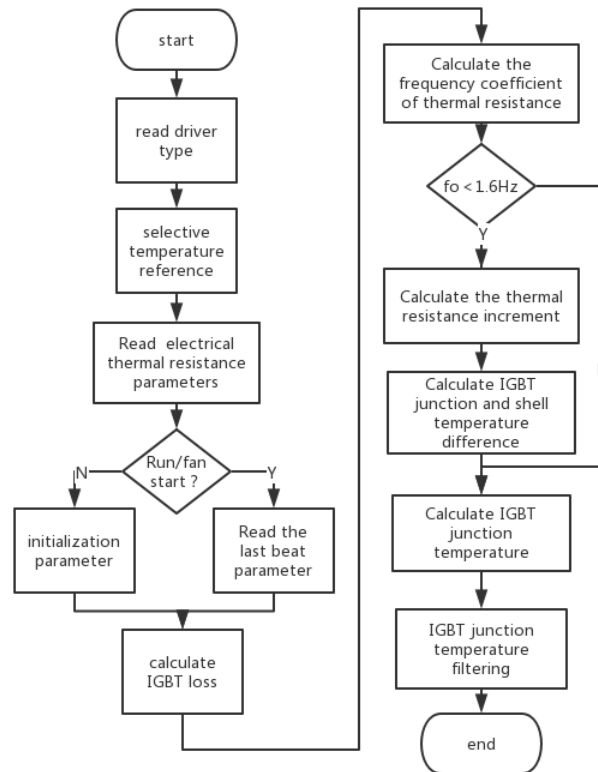 start
read driver
type
selective
temperature
reference
Read electrical
thermal resistance
parameters
Run/fan
start ?
N
Y
initialization
parameter
Read the
last beat
parameter
calculate
IGBT loss
Calculate the
frequency coefficient
of thermal resistance
fo < 1.6Hz
Y
Calculate the thermal
resistance increment
Calculate IGBT
junction and shell
temperature
difference
Calculate IGBT
junction
temperature
IGBT junction
temperature
filtering
end